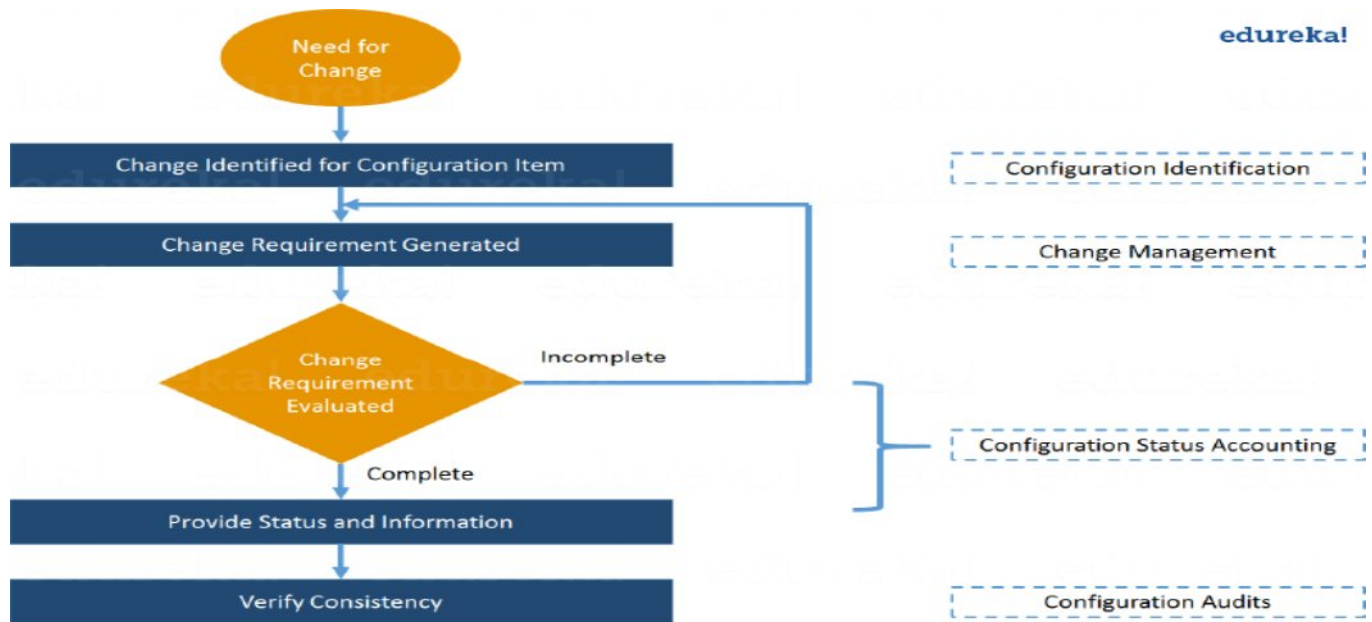 Need for
Change
edureka!
Change Identified for Configuration Item
Configuration Identification
Change Requirement Generated
Change Management
Change
Requirement
Evaluated
Incomplete
Configuration Status Accounting
Complete
Provide Status and Information
Verify Consistency
Configuration Audits